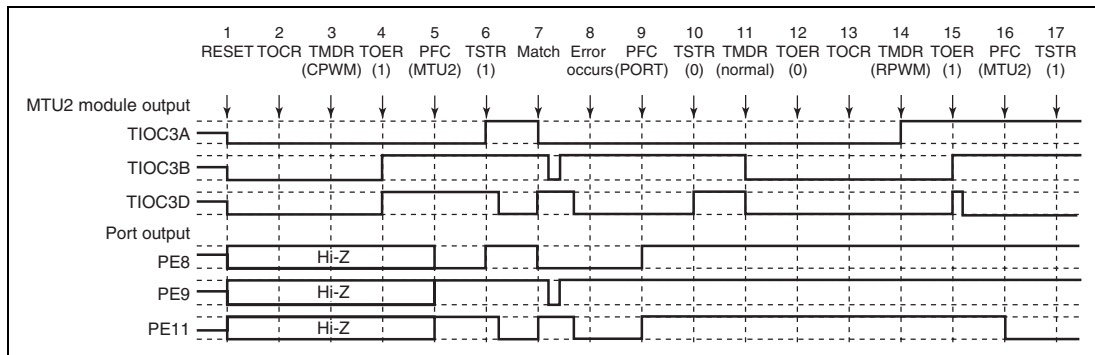 1 2 3 4 5 6 7 8 9 10 11 12 13 14 15 16 17
RESET TOCR TMDR TOER PFC TSTR Match Error PFC TSTR TMDR TOER TOCR TMDR TOER PFC TSTR
(CPWM) (1) (MTU2) (1) occurs (PORT) (0) (normal) (0) (RPWM) (1) (MTU2) (1)
MTU2 module output
TIOC3A
TIOC3B
TIOC3D
Port output
PE8 Hi-Z
PE9 Hi-Z
PE11 Hi-Z